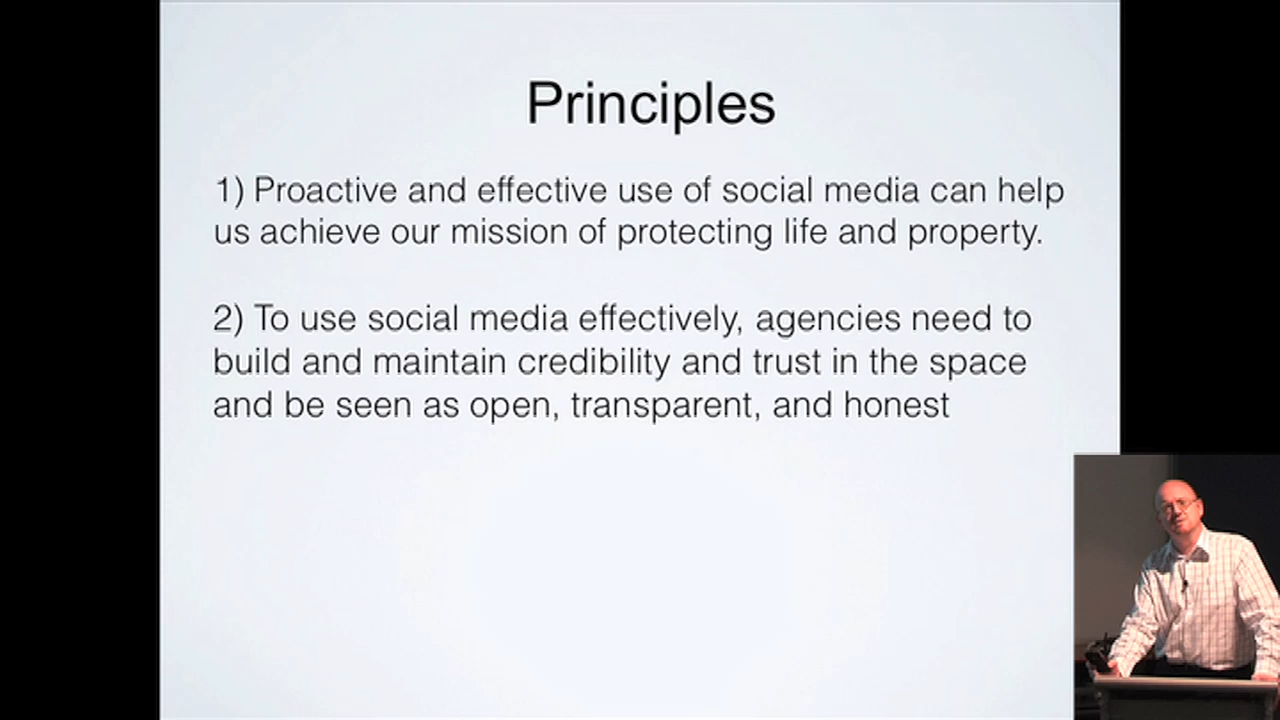 Principles
1) Proactive and effective use of social media can help
us achieve our mission of protecting life and property.
2) To use social media effectively, agencies need to
build and maintain credibility and trust in the space
and be seen as open, transparent, and honest